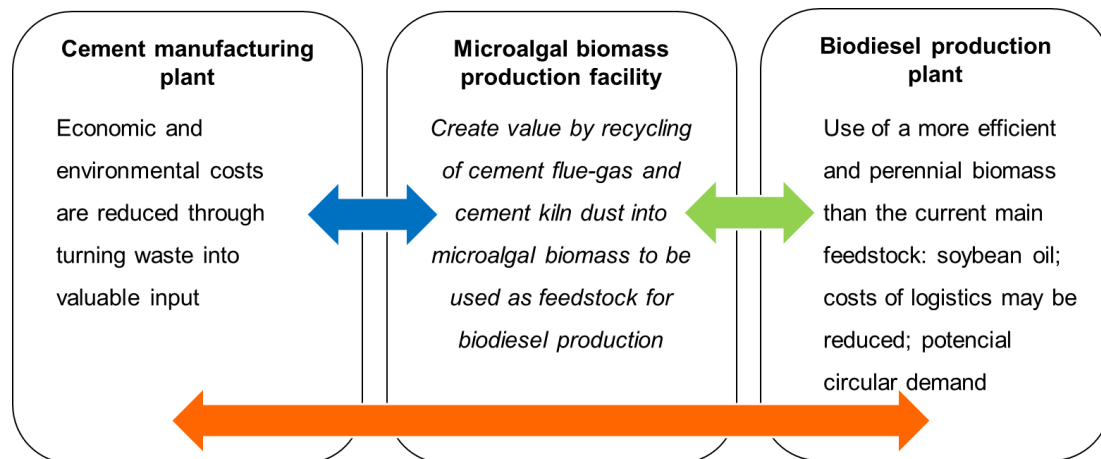 Cement manufacturing
plant
Economic and
environmental costs
are reduced through
turning waste into
valuable input
Microalgal biomass
production facility
Create value by recycling
of cement flue-gas and
cement kiln dust into
microalgal biomass to be
used as feedstock for
biodiesel production
Biodiesel production
plant
Use of a more efficient
and perennial biomass
than the current main
feedstock: soybean oil;
costs of logistics may be
reduced; potencial
circular demand